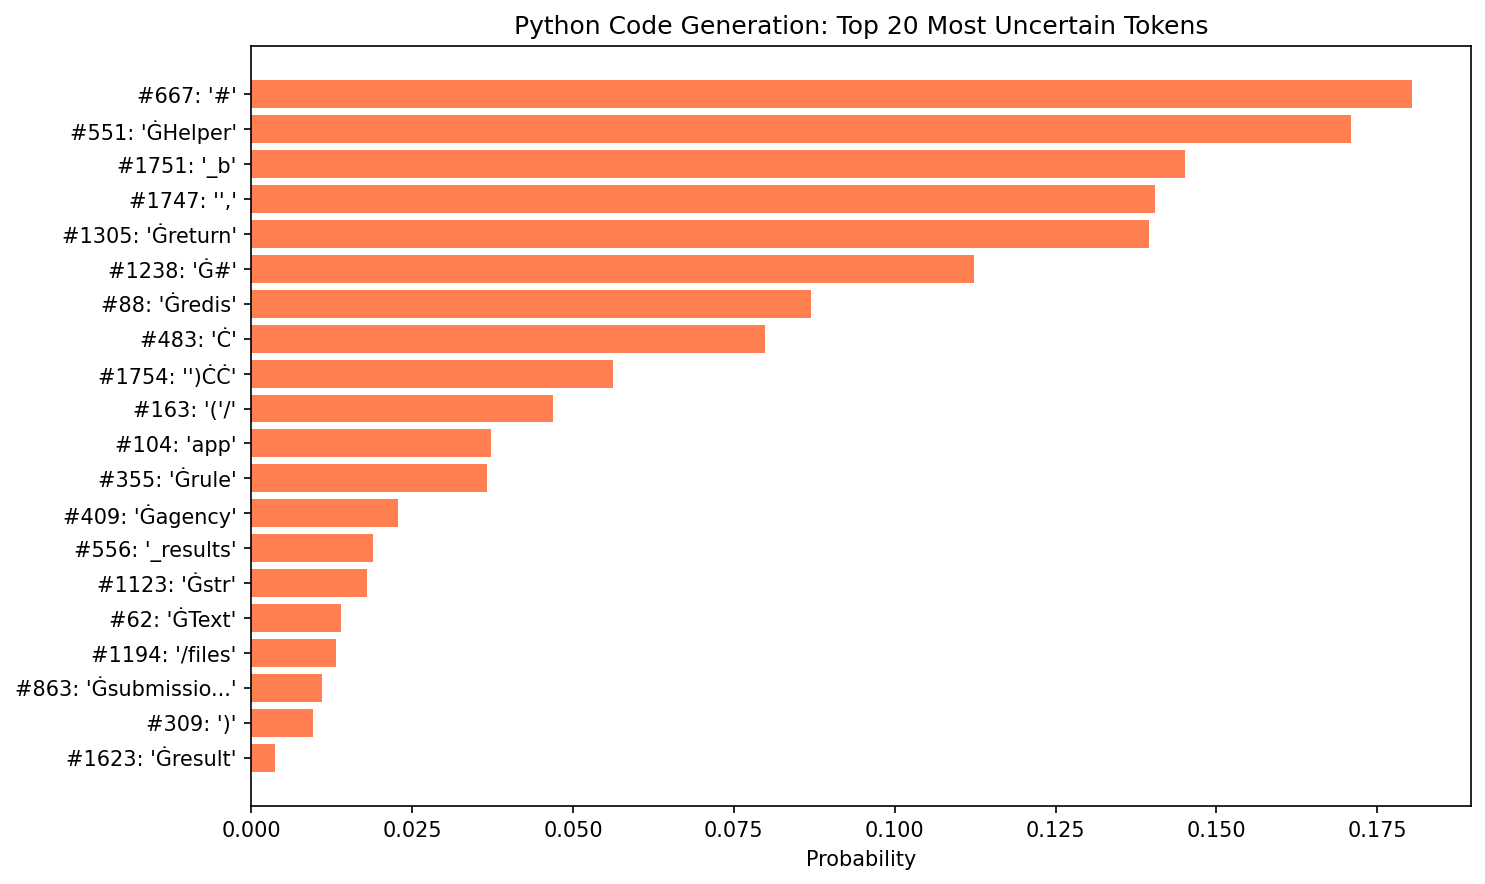 Python Code Generation: Top 20 Most Uncertain Tokens
#667: '#'
#551: 'ĠHelper'
#1751: '_b'
#1747: '','
#1305: 'Ġreturn'
#1238: 'Ġ#'
#88: 'Ġredis'
#483: 'Ċ'
#1754: '')ĊĊ'
#163: '('/'
#104: 'app'
#355: 'Ġrule'
#409: 'Ġagency'
#556: '_results'
#1123: 'Ġstr'
#62: 'ĠText'
#1194: '/files'
#863: 'Ġsubmissio...'
#309: ')'
#1623: 'Ġresult'
0.000 0.025 0.050 0.075 0.100 0.125 0.150 0.175
Probability